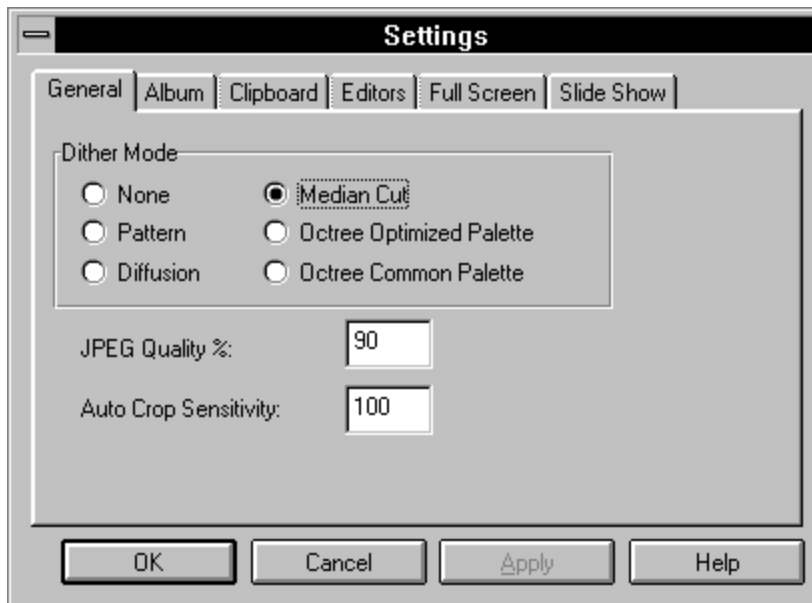 Settings
General Album Clipboard Editors Full Screen Slide Show
Dither Mode
None Median Cut
Pattern Octree Optimized Palette
Diffusion Octree Common Palette
JPEG Quality %: 90
Auto Crop Sensitivity: 100
OK Cancel Apply Help